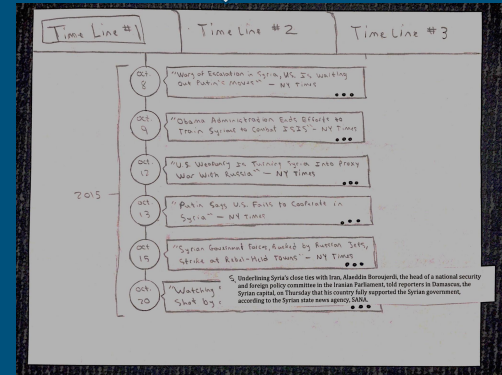 Time Line #1
Time Line #2
Time Line #3
2015
Oct. 8
"Wary of Escalation in Syria, U.S. Is Waiting
Out Putin's Moves" — NY Times
Oct. 9
"Obama Administration Ends Efforts to
Train Syrians to Combat ISIS" - NY Times
Oct. 12
"U.S. Weaponry Is Turning Syria Into Proxy
War With Russia" — NY Times
Oct 13
"Putin Says U.S. Fails to Cooperate in
Syria" — NY Times
Oct 15
"Syrian Government Forces, Backed by Russian Jets,
Strike at Rebel-Held Towns" - NY Times
Oct. 20
"Watching
Shot by
S, Underlining Syria's close ties with Iran, Alaeddin Boroujerdi, the head of a national security
and foreign policy committee in the Iranian Parliament, told reporters in Damascus, the
Syrian capital, on Thursday that his country fully supported the Syrian government,
according to the Syrian state news agency, SANA.